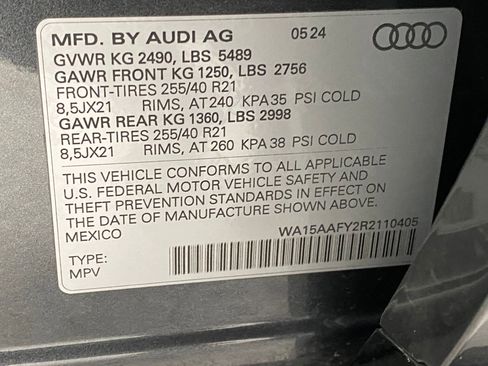 MFD. BY AUDI AG 05 24
GVWR KG 2490, LBS 5489
GAWR FRONT KG 1250, LBS 2756
FRONT-TIRES 255/40 R21
8,5JX21 RIMS, AT 240 KPA 35 PSI COLD
GAWR REAR KG 1360, LBS 2998
REAR-TIRES 255/40 R21
8,5JX21 RIMS, AT 260 KPA 38 PSI COLD
THIS VEHICLE CONFORMS TO ALL APPLICABLE
U.S. FEDERAL MOTOR VEHICLE SAFETY AND
THEFT PREVENTION STANDARDS IN EFFECT ON
THE DATE OF MANUFACTURE SHOWN ABOVE.
MEXICO
WA15AAFY2R2110405
TYPE:
MPV